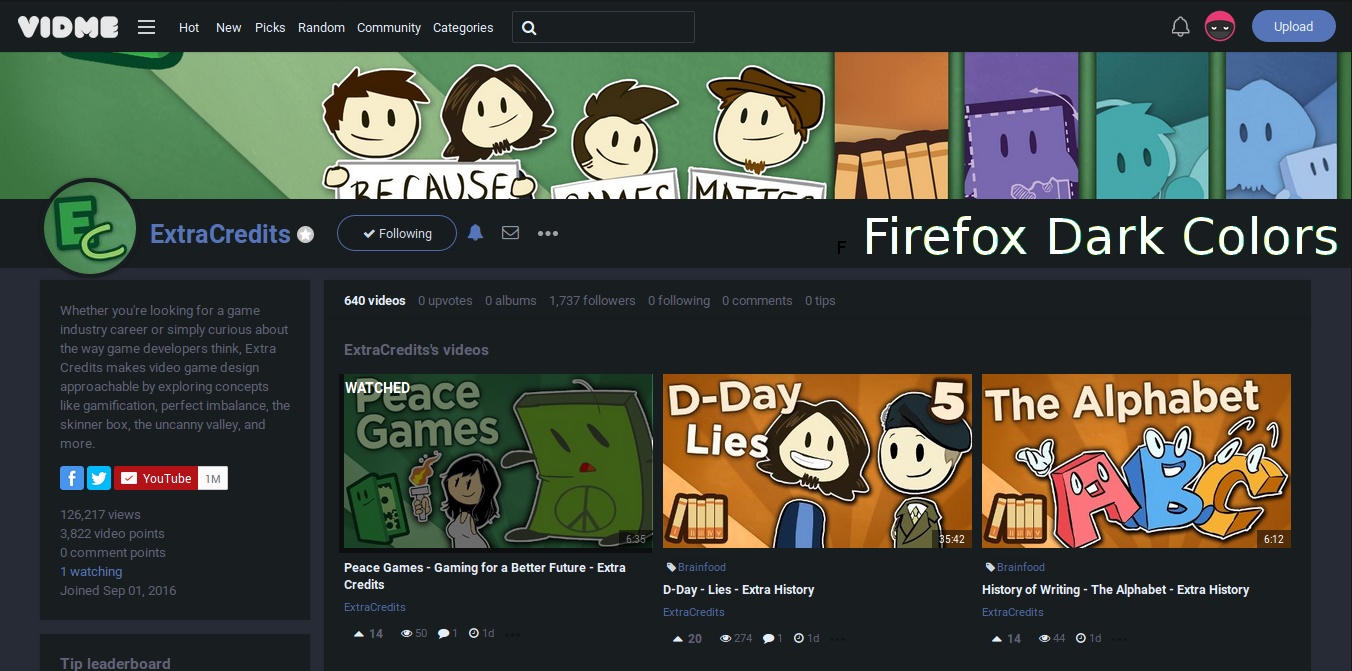 VIDME
Hot New Picks Random Community Categories
Upload
BECAUSE
GAMES
MATTE
EC
ExtraCredits
Following
F
Firefox Dark Colors
Whether you're looking for a game
industry career or simply curious about
the way game developers think, Extra
Credits makes video game design
approachable by exploring concepts
like gamification, perfect imbalance, the
skinner box, the uncanny valley, and
more.
f YouTube 1M
126,217 views
3,822 video points
0 comment points
1 watching
Joined Sep 01, 2016
Tip leaderboard
640 videos 0 upvotes 0 albums 1,737 followers 0 following 0 comments 0 tips
ExtraCredits's videos
WATCHED
Peace
Games
6:35
Peace Games - Gaming for a Better Future - Extra
Credits
ExtraCredits
14 50 1 1d
D-Day
Lies
5
35:42
Brainfood
D-Day - Lies - Extra History
ExtraCredits
20 274 1 1d
The Alphabet
ABC
6:12
Brainfood
History of Writing - The Alphabet - Extra History
ExtraCredits
14 44 1d